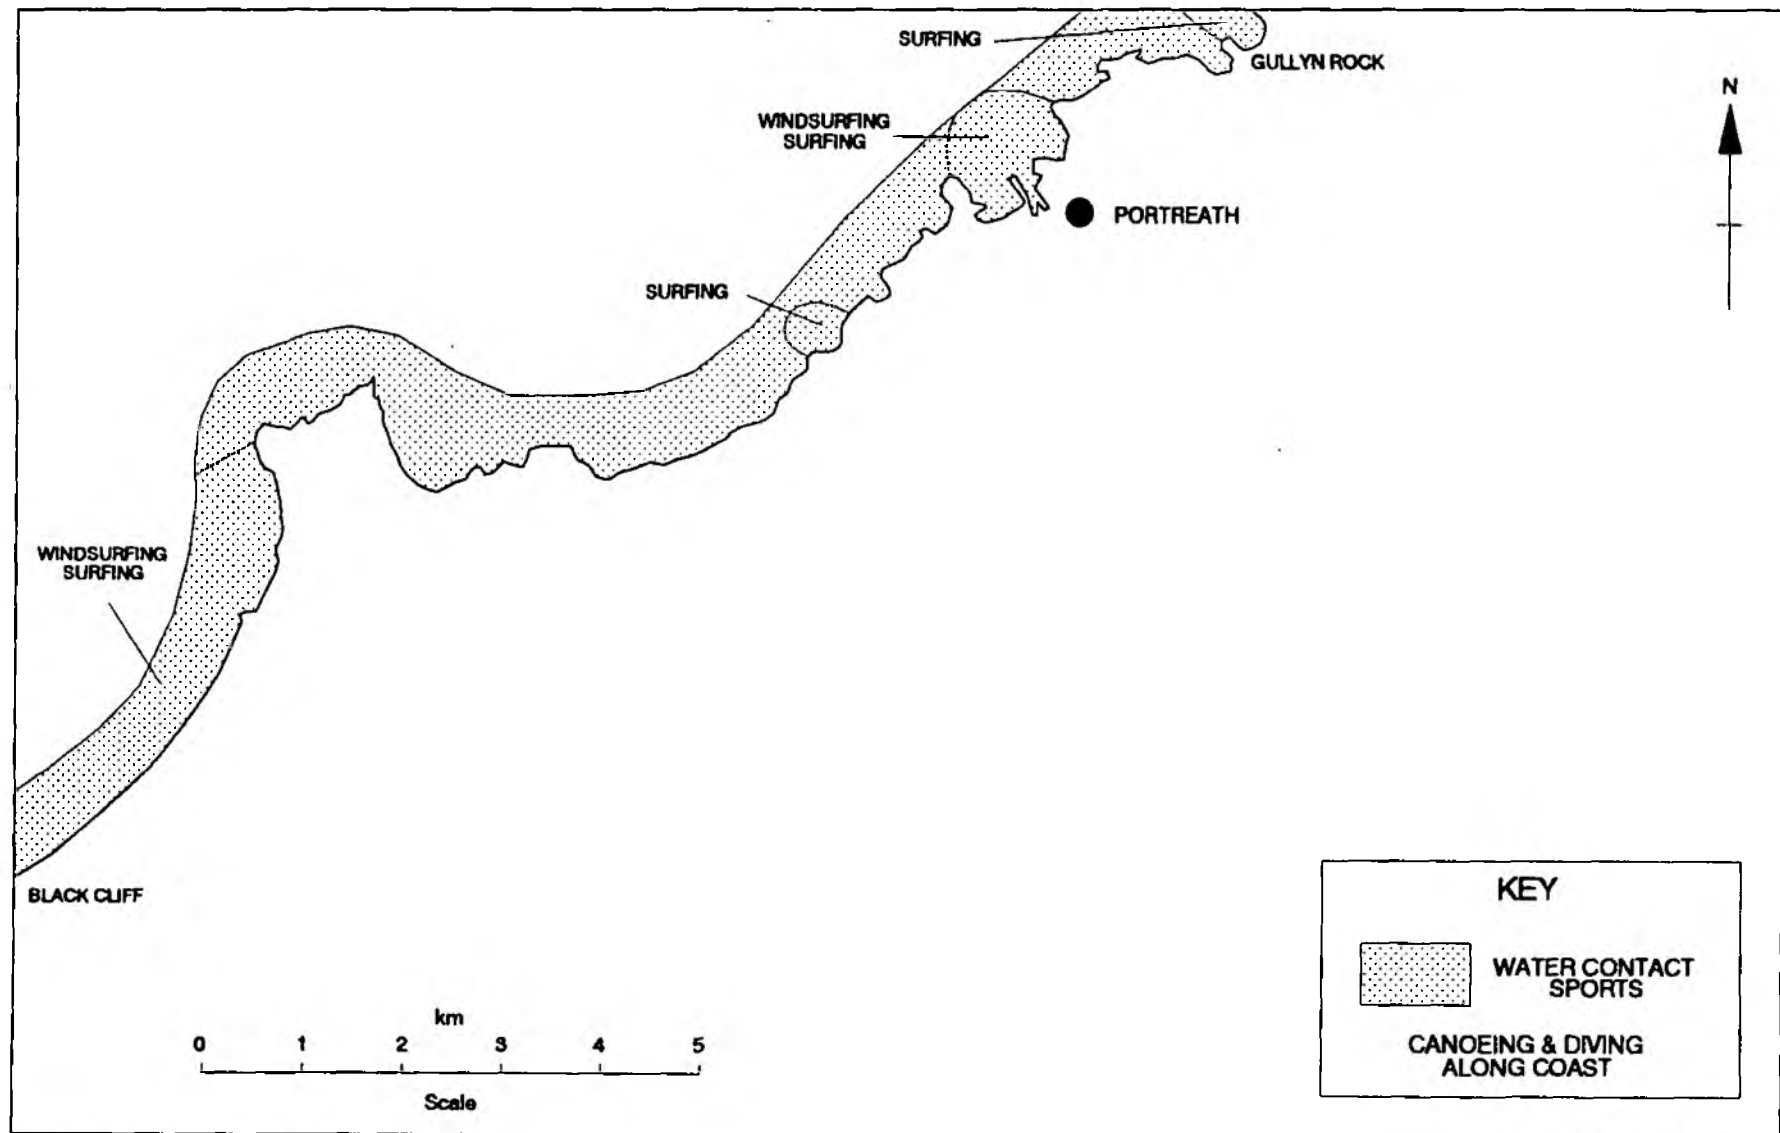 SURFING
GULLYN ROCK
N
WINDSURFING
SURFING
PORTREATH
SURFING
WINDSURFING
SURFING
BLACK CLIFF
km
0 1 2 3 4 5
Scale
KEY
WATER CONTACT
SPORTS
CANOEING & DIVING
ALONG COAST